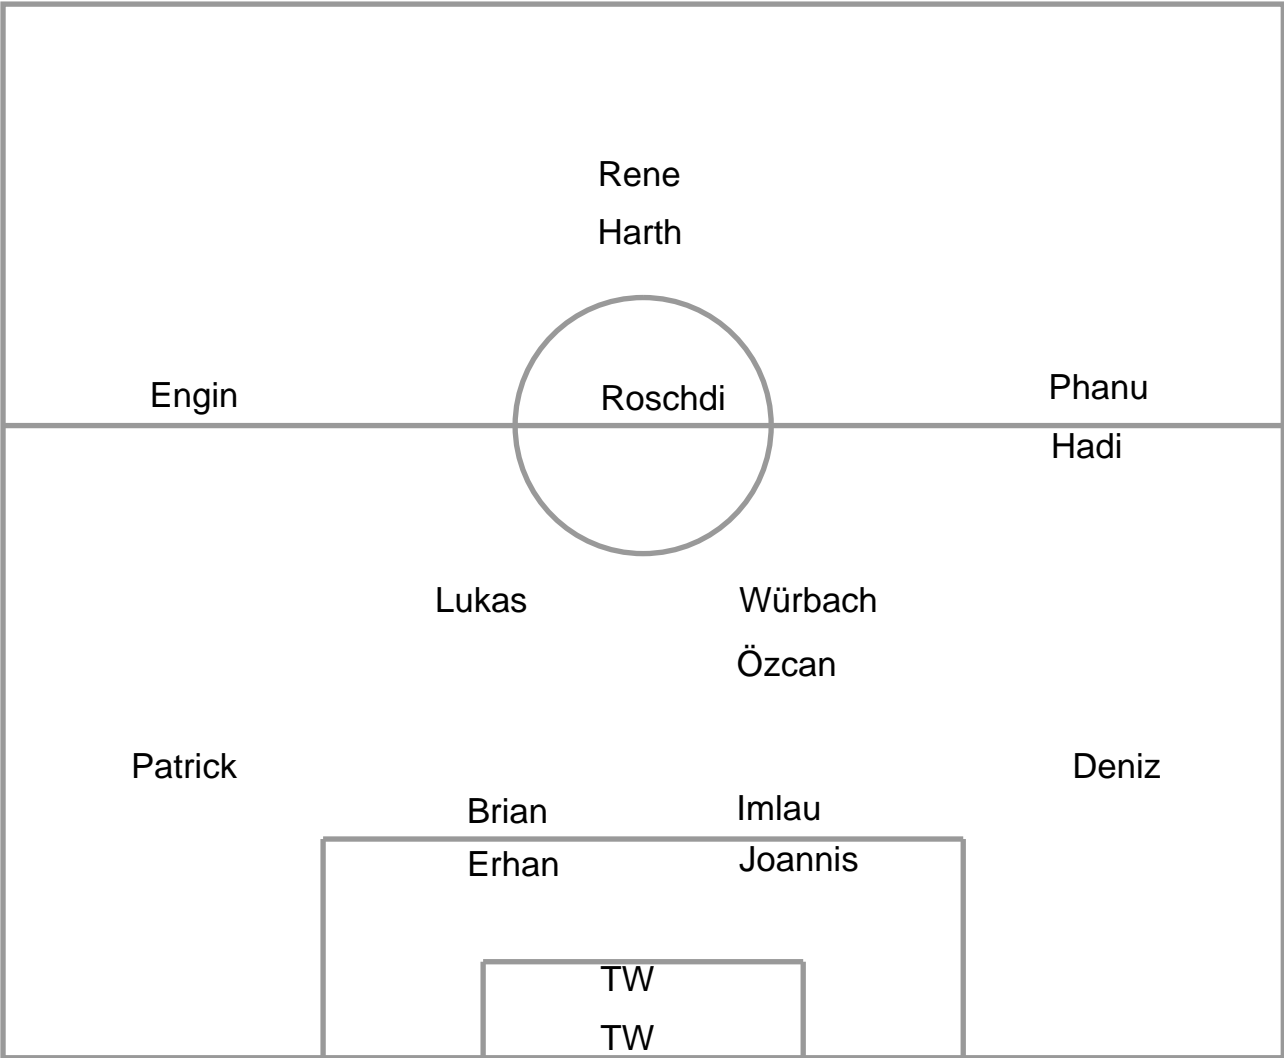 Rene
Harth
Engin
Roschdi
Phanu
Hadi
Lukas
Würbach
Özcan
Patrick
Deniz
Brian
Imlau
Erhan
Joannis
TW
TW